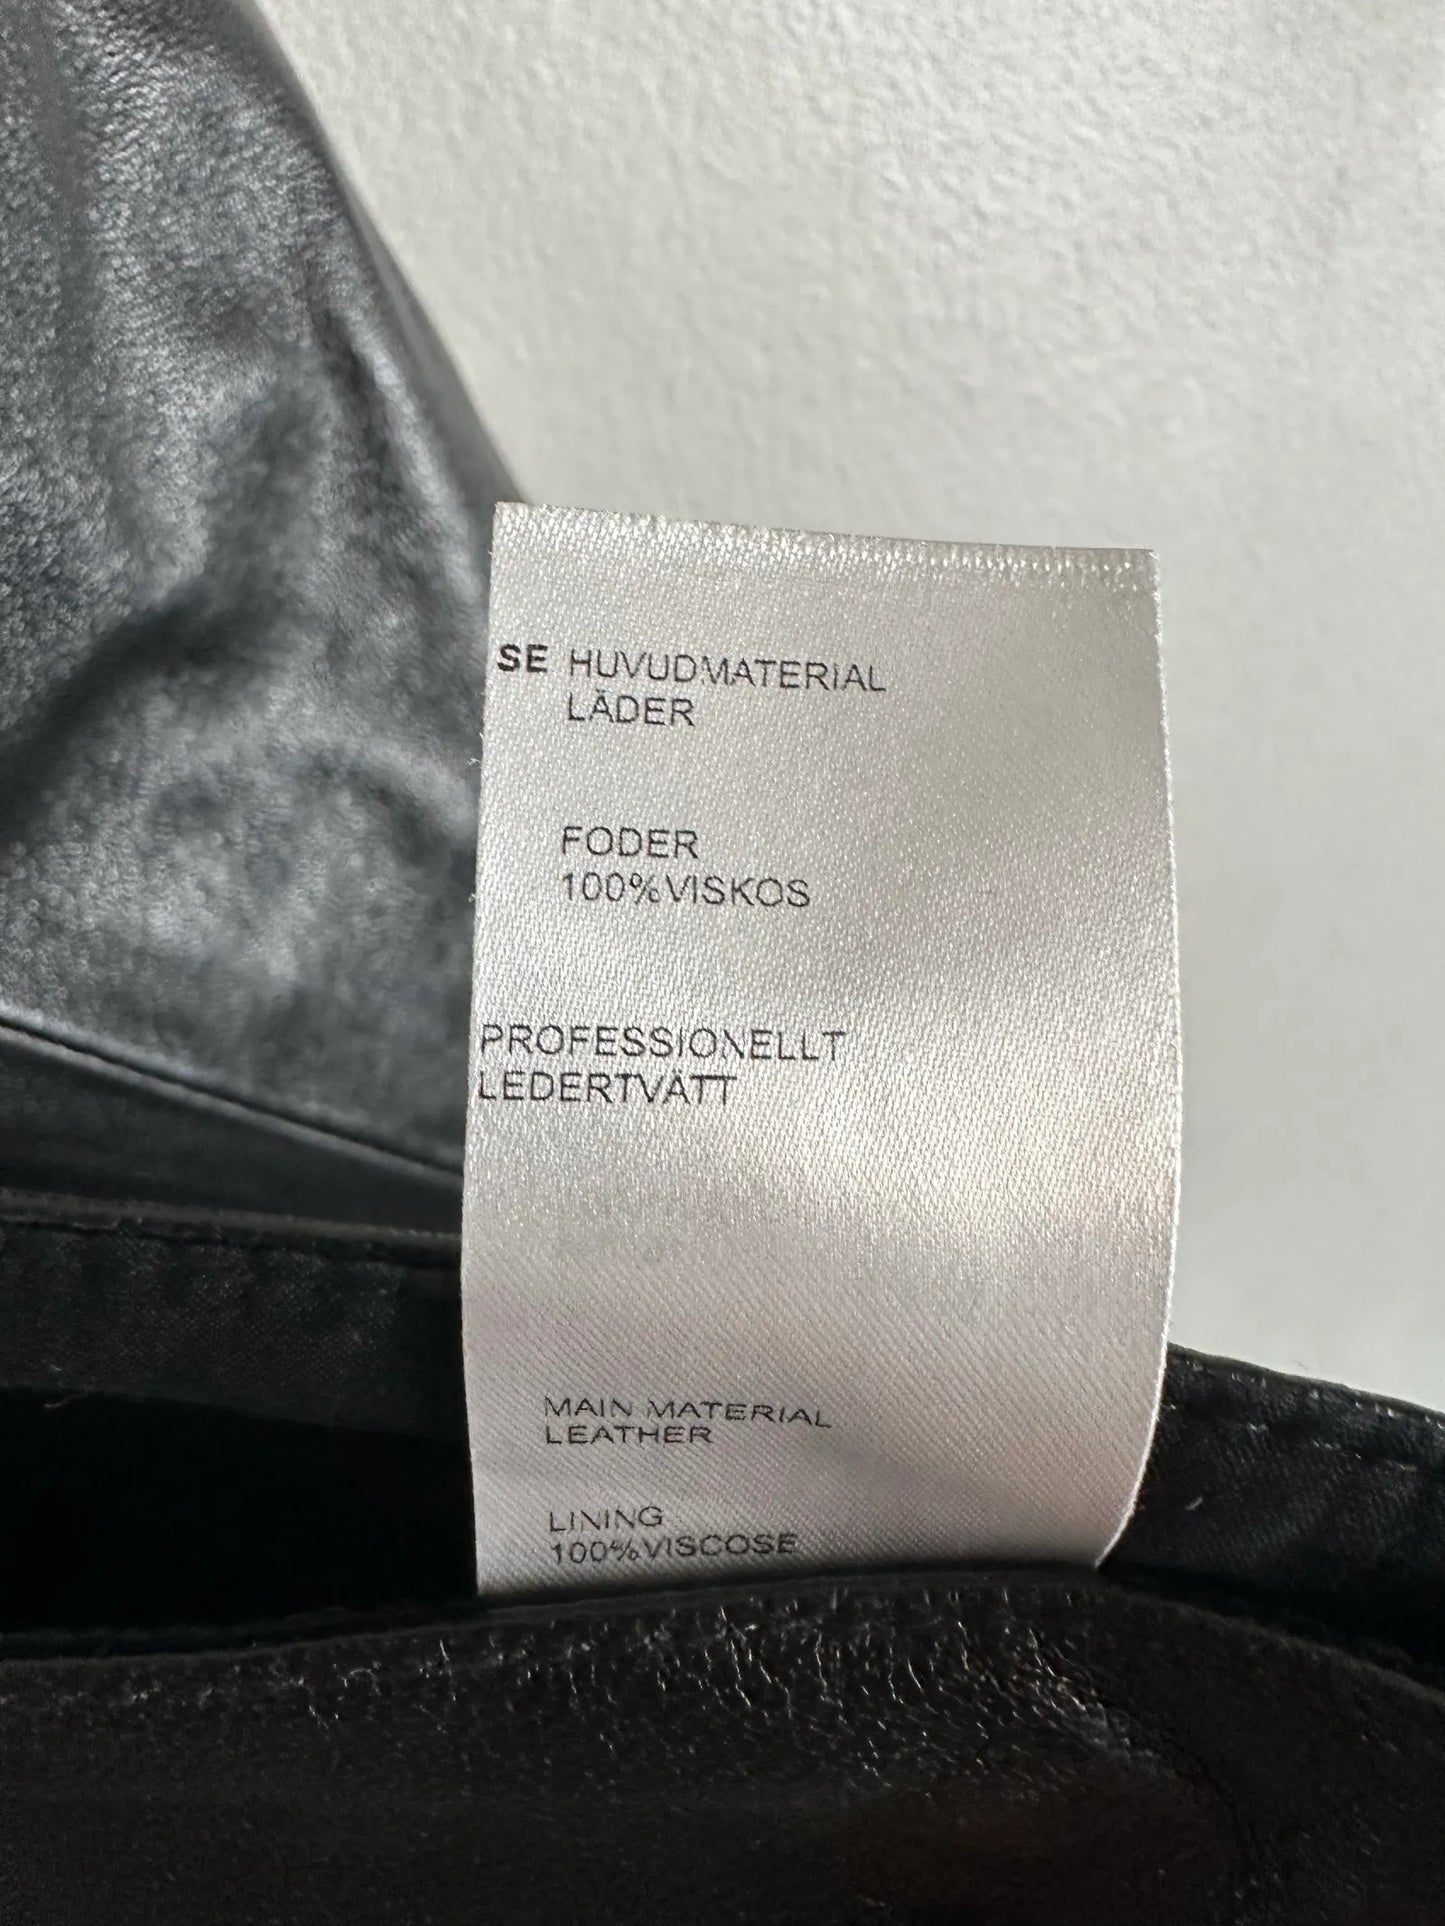 SE HUVUDMATERIAL
LÄDER
FODER
100%VISKOS
PROFESSIONELLT
LEDERTVÄTT
MAIN MATERIAL
LEATHER
LINING
100%VISCOSE